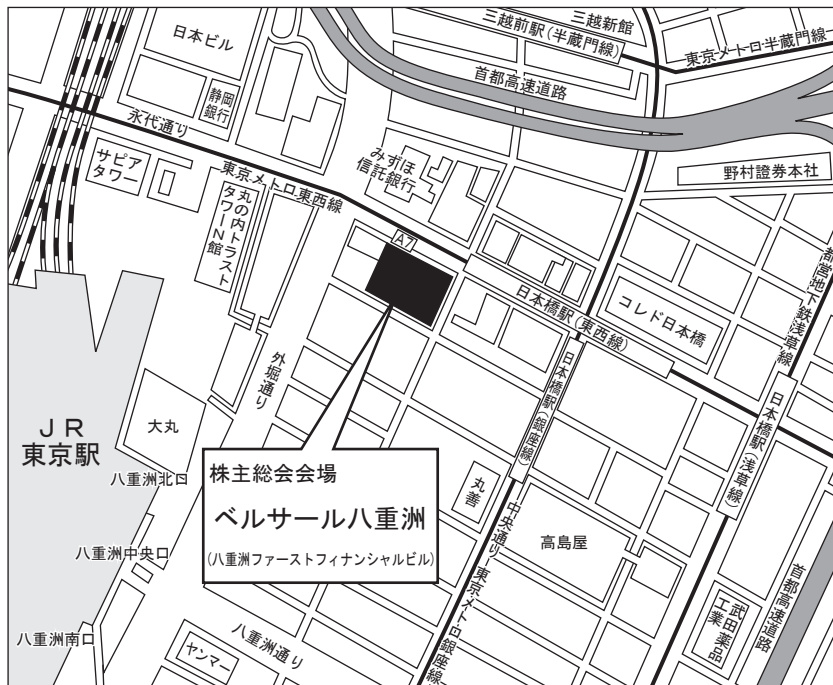 三越新館
三越前駅(半蔵門線)
東京メトロ半蔵門線
日本ビル
首都高速道路
静岡
銀行
永代通り
みずほ
信託銀行
サピア
タワー
野村證券本社
東京メトロ東西線
丸の内トラスト
タワーN館
A7
都営地下鉄浅草線
日本橋駅(東西線)
コレド日本橋
外堀通り
日本橋駅(銀座線)
日本橋駅(浅草線)
JR
東京駅
大丸
八重洲北口
株主総会会場
ベルサール八重洲
(八重洲ファーストフィナンシャルビル)
丸善
高島屋
中央通り
東京メトロ銀座線
八重洲中央口
首都高速道路
武田薬品
工業
八重洲南口
八重洲通り
ヤンマー